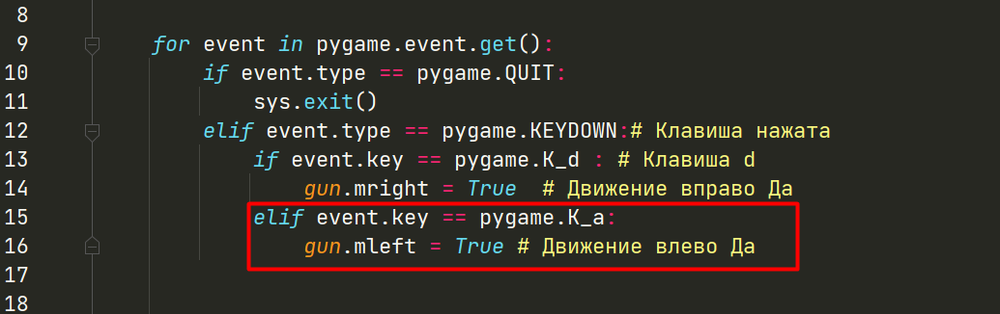 8
9 for event in pygame.event.get():
10 if event.type == pygame.QUIT:
11 sys.exit()
12 elif event.type == pygame.KEYDOWN:# Клавиша нажата
13 if event.key == pygame.K_d : # Клавиша d
14 gun.mright = True  # Движение вправо Да
15 elif event.key == pygame.K_a:
16 gun.mleft = True # Движение влево Да
17
18